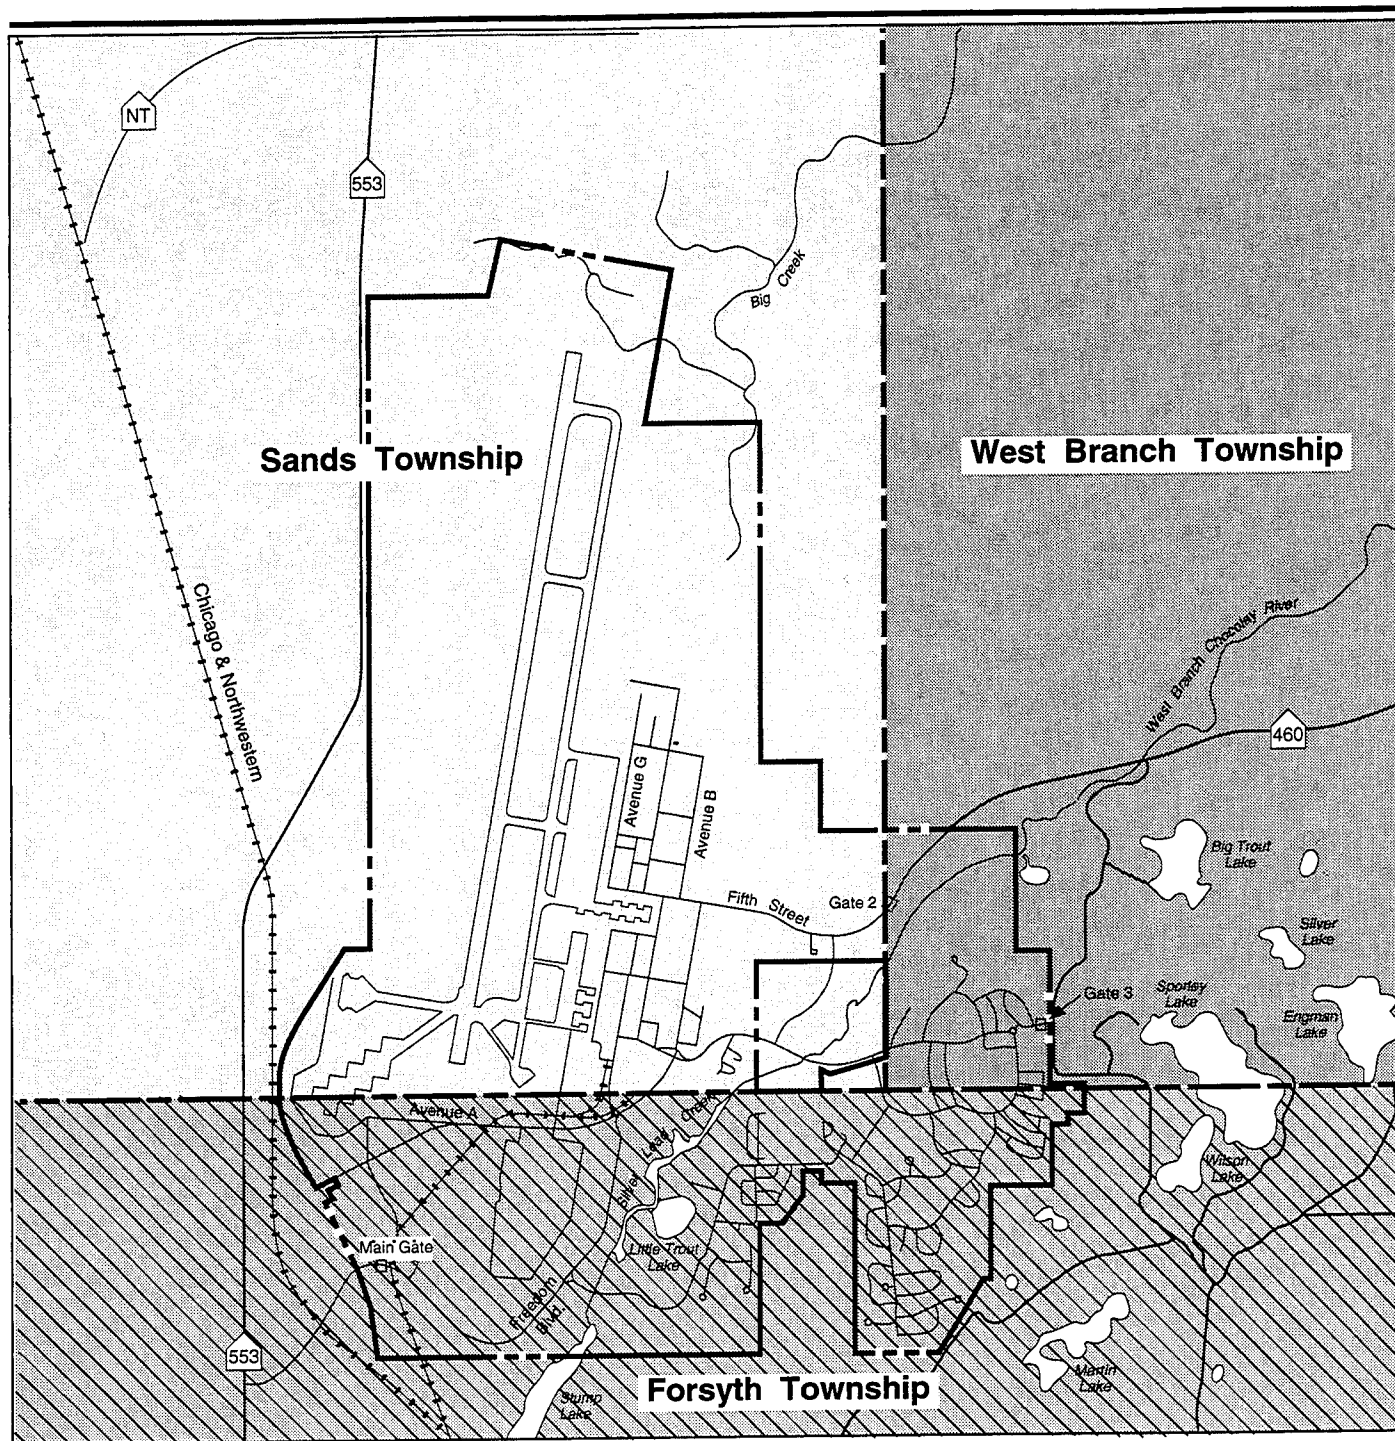 NT
553
Big Creek
Sands Township
West Branch Township
Chicago & Northwestern
West Branch Chocolay River
460
Avenue G
Avenue B
Big Trout
Lake
Fifth Street
Gate 2
Silver
Lake
Gate 3
Sporley
Lake
Engman
Lake
Avenue A
Silver Lead Creek
Wilson
Lake
Main Gate
Little Trout
Lake
Freedom
Blvd.
553
Martin
Lake
Forsyth Township
Stump
Lake